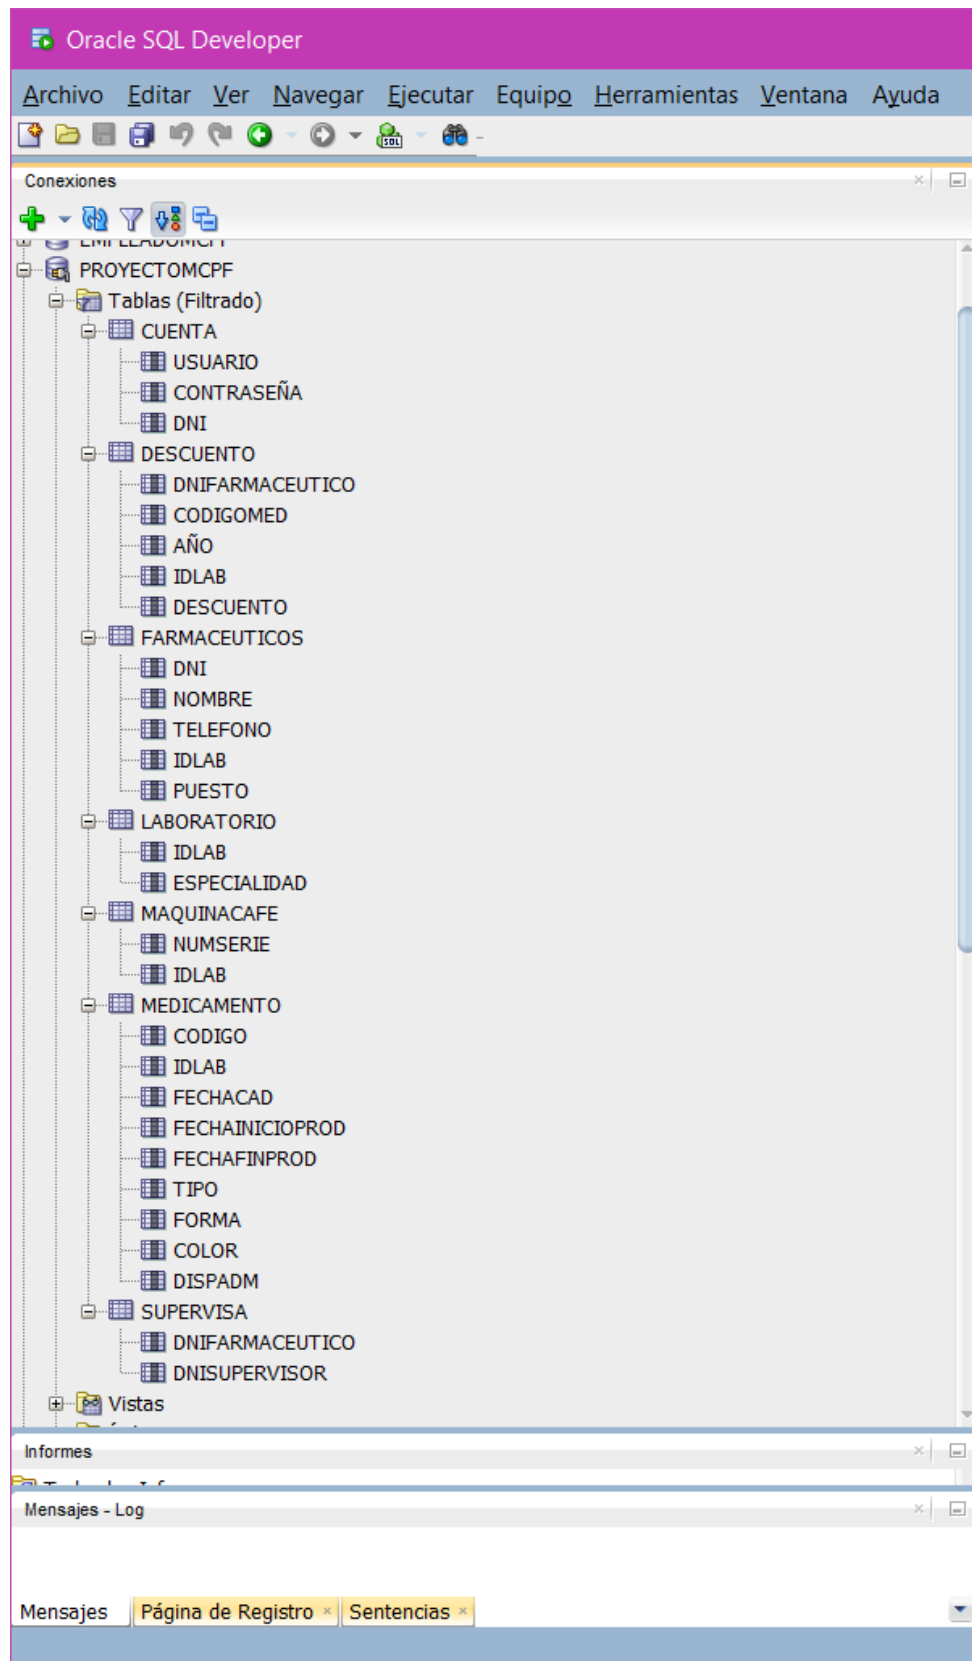 Oracle SQL Developer
Archivo Editar Ver Navegar Ejecutar Equipo Herramientas Ventana Ayuda
SQL
Conexiones
EMPLEADOMCPF
PROYECTOMCPF
Tablas (Filtrado)
CUENTA
USUARIO
CONTRASEÑA
DNI
DESCUENTO
DNIFARMACEUTICO
CODIGOMED
AÑO
IDLAB
DESCUENTO
FARMACEUTICOS
DNI
NOMBRE
TELEFONO
IDLAB
PUESTO
LABORATORIO
IDLAB
ESPECIALIDAD
MAQUINACAFE
NUMSERIE
IDLAB
MEDICAMENTO
CODIGO
IDLAB
FECHACAD
FECHAINICIOPROD
FECHAFINPROD
TIPO
FORMA
COLOR
DISPADM
SUPERVISA
DNIFARMACEUTICO
DNISUPERVISOR
Vistas
Informes
Mensajes - Log
Mensajes Página de Registro Sentencias